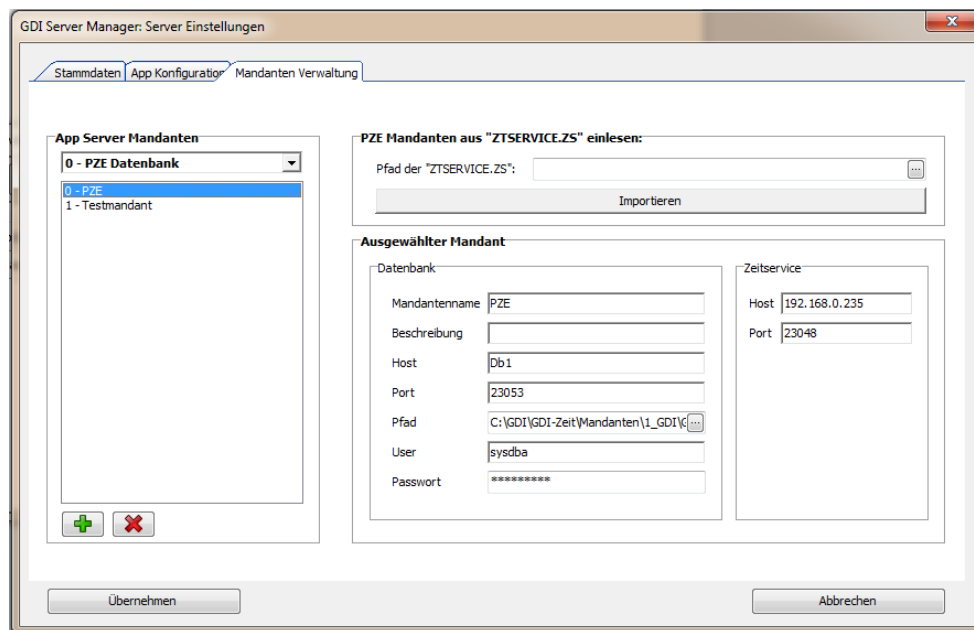 GDI Server Manager: Server Einstellungen
Stammdaten App Konfiguration Mandanten Verwaltung
App Server Mandanten
0 - PZE Datenbank
0 - PZE
1 - Testmandant
PZE Mandanten aus "ZTSERVICE.ZS" einlesen:
Pfad der "ZTSERVICE.ZS": ...
Importieren
Ausgewählter Mandant
Datenbank
Mandantenname PZE
Beschreibung
Host Db1
Port 23053
Pfad C:\GDI\GDI-Zeit\Mandanten\1_GDI\G ...
User sysdba
Passwort *********
Zeitservice
Host 192.168.0.235
Port 23048
Übernehmen
Abbrechen